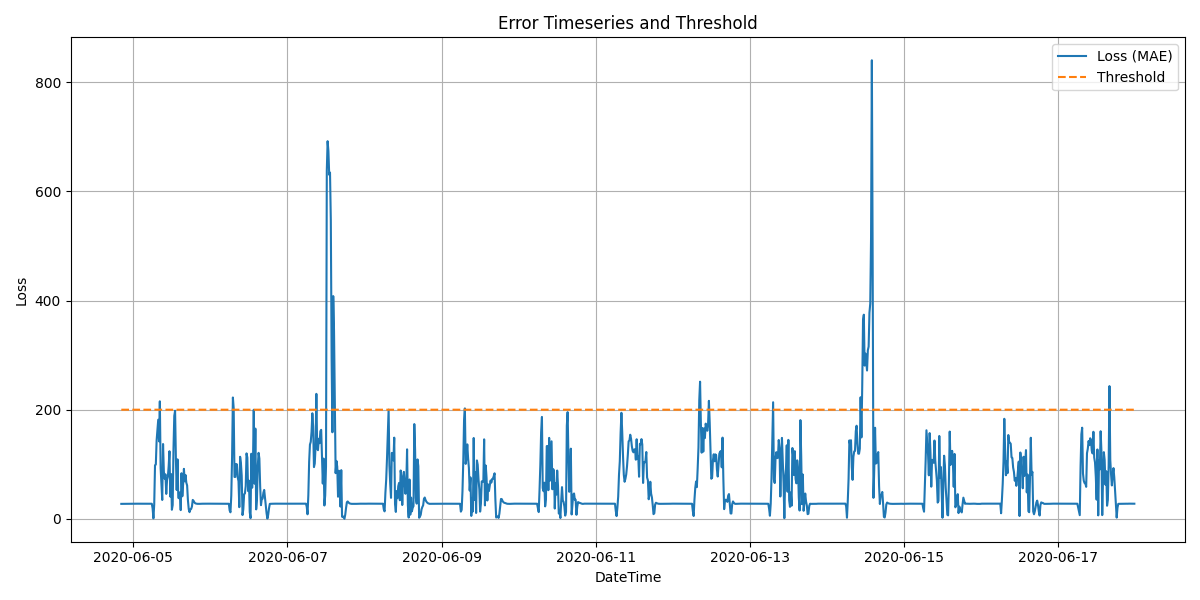 Error Timeseries and Threshold
Loss (MAE)
Threshold
800
600
400
200
0
Loss
2020-06-05
2020-06-07
2020-06-09
2020-06-11
2020-06-13
2020-06-15
2020-06-17
DateTime